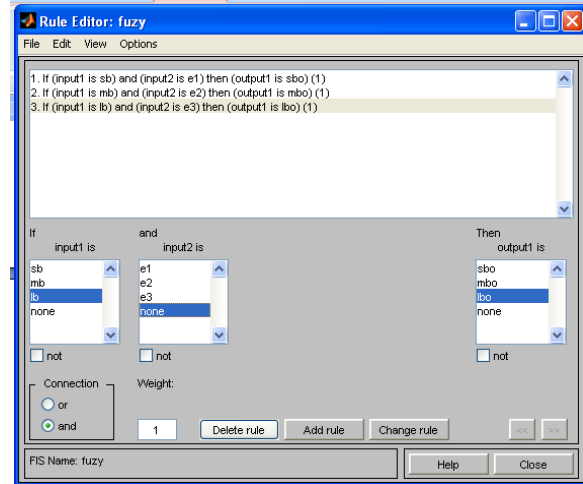 Rule Editor: fuzy
File Edit View Options
1. If (input1 is sb) and (input2 is e1) then (output1 is sbo) (1)
2. If (input1 is mb) and (input2 is e2) then (output1 is mbo) (1)
3. If (input1 is lb) and (input2 is e3) then (output1 is lbo) (1)
If and Then
input1 is input2 is output1 is
sb e1 sbo
mb e2 mbo
lb e3 lbo
none none none
not not not
Connection Weight:
or
and 1 Delete rule Add rule Change rule << >>
FIS Name: fuzy Help Close